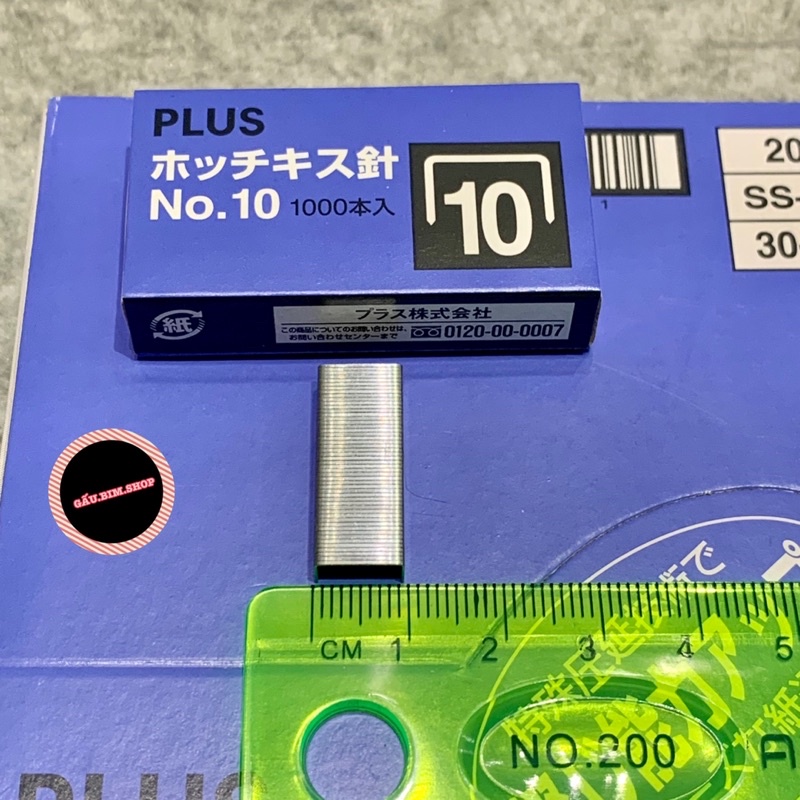 PLUS
ホッチキス針
No.10 1000本入
10
紙
プラス株式会社
この商品についてのお問い合わせは、
お問い合わせセンターまで
0120-00-0007
1
20
SS-
30
GẤU.BIM.SHOP
CM 1 2 3 4 5
NO.200 A
PLUS